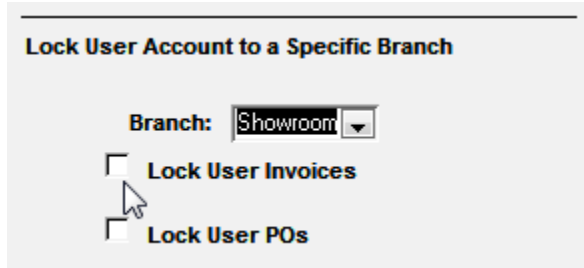 Lock User Account to a Specific Branch
Branch: Showroom
Lock User Invoices
Lock User POs